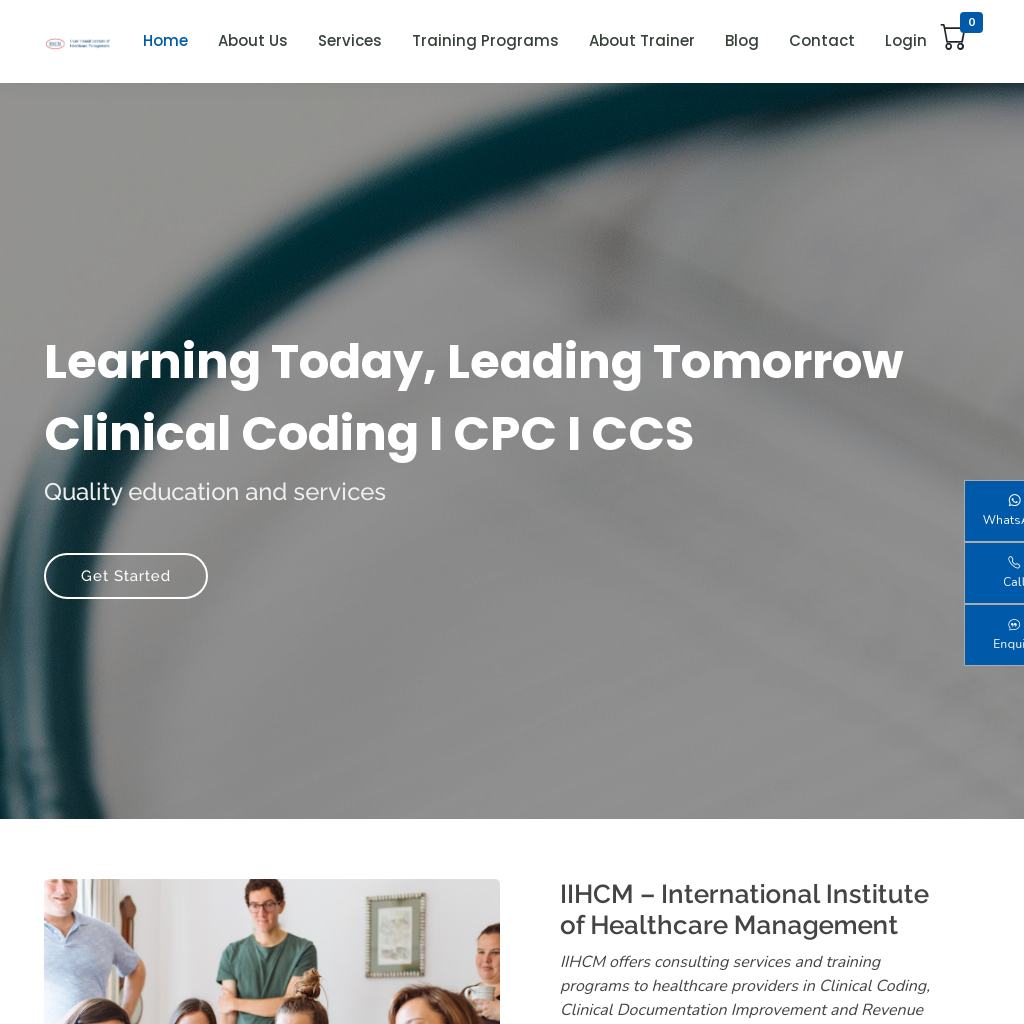 Home About Us Services Training Programs About Trainer Blog Contact Login 0
Learning Today, Leading Tomorrow
Clinical Coding I CPC I CCS
Quality education and services
Get Started
WhatsA
Call
Enqui
IIHCM – International Institute
of Healthcare Management
IIHCM offers consulting services and training
programs to healthcare providers in Clinical Coding,
Clinical Documentation Improvement and Revenue